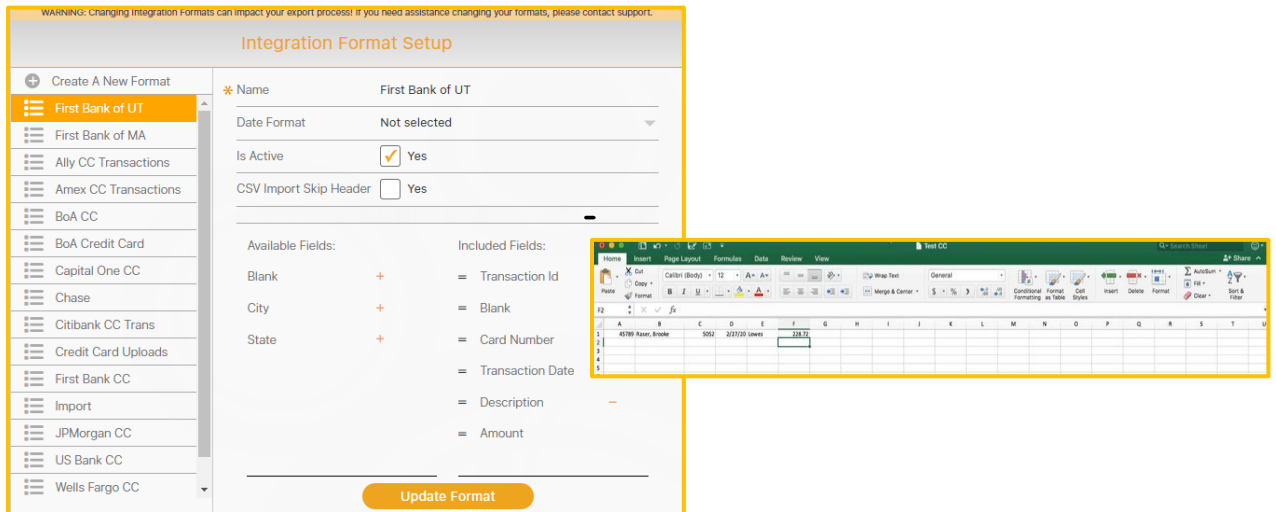 WARNING: Changing Integration Formats can impact your export process! If you need assistance changing your formats, please contact support.
Integration Format Setup
Create A New Format
First Bank of UT
First Bank of MA
Ally CC Transactions
Amex CC Transactions
BoA CC
BoA Credit Card
Capital One CC
Chase
Citibank CC Trans
Credit Card Uploads
First Bank CC
Import
JPMorgan CC
US Bank CC
Wells Fargo CC
Name First Bank of UT
Date Format Not selected
Is Active Yes
CSV Import Skip Header Yes
Available Fields:
Blank
City
State
Included Fields:
Transaction Id
Blank
Card Number
Transaction Date
Description
Amount
Update Format
Test CC
Search Sheet
Home Insert Page Layout Formulas Data Review View
Share
Cut
Copy
Format
Paste
Calibri (Body) 12 A A
B I U A
Wrap Text
Merge & Center
General
$ % )
Conditional Formatting
Format as Table
Cell Styles
Insert Delete Format
AutoSum
Fill
Clear
Sort & Filter
F2 fx
A B C D E F G H I J K L M N O P Q R S T U
1 45789 Raser, Brooke 5052 2/27/20 Lowes 228.72
2
3
4
5